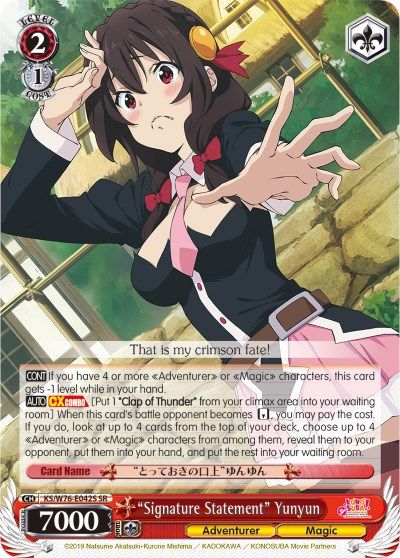 LEVEL
2
1
COST
That is my crimson fate!
CONT If you have 4 or more «Adventurer» or «Magic» characters, this card
gets -1 level while in your hand.
AUTO CXCOMBO [Put 1 "Clap of Thunder" from your climax area into your waiting
room] When this card's battle opponent becomes [ ], you may pay the cost.
If you do, look at up to 4 cards from the top of your deck, choose up to 4
«Adventurer» or «Magic» characters from among them, reveal them to your
opponent, put them into your hand, and put the rest into your waiting room.
Card Name
“とっておきの口上”ゆんゆん
CH
KS/W76-E042S SR
POWER
7000
SOUL
“Signature Statement” Yunyun
Adventurer
Magic
©2019 Natsume Akatsuki・Kurone Mishima / KADOKAWA / KONOSUBA Movie Partners